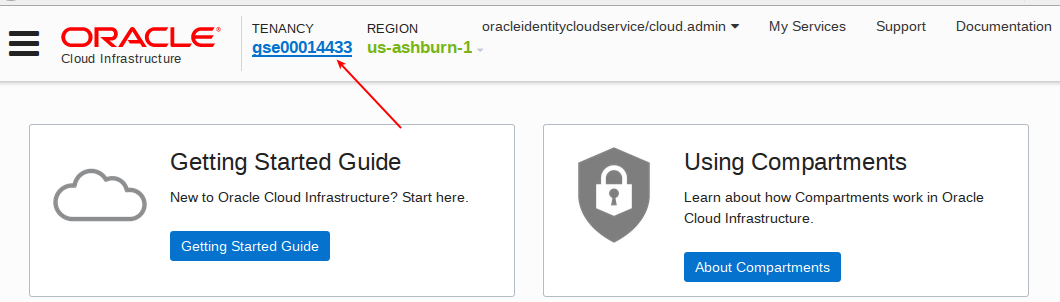 ORACLE®
Cloud Infrastructure
TENANCY
gse00014433
REGION
us-ashburn-1
oracleidentitycloudservice/cloud.admin
My Services
Support
Documentation
Getting Started Guide
New to Oracle Cloud Infrastructure? Start here.
Getting Started Guide
Using Compartments
Learn about how Compartments work in Oracle
Cloud Infrastructure.
About Compartments